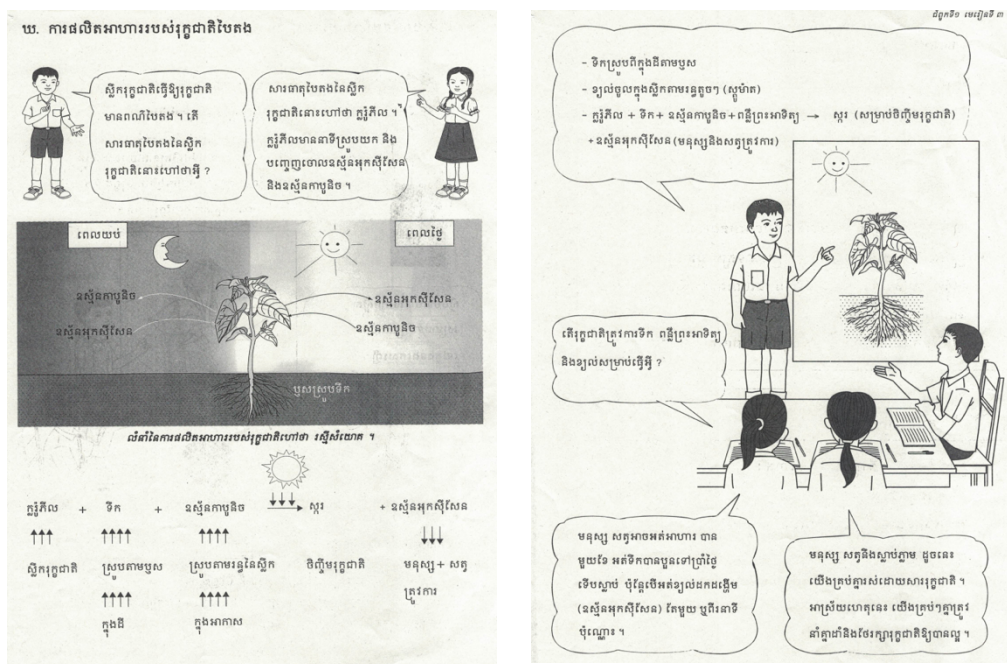 ឃ. ការផលិតអាហាររបស់រុក្ខជាតិបៃតង
ស្លឹករុក្ខជាតិធ្វើឱ្យរុក្ខជាតិ
មានពណ៌បៃតង។ តើ
សារធាតុបៃតងនៃស្លឹក
រុក្ខជាតិនោះហៅថាអ្វី ?
សារធាតុបៃតងនៃស្លឹក
រុក្ខជាតិនោះហៅថា ក្លរ៉ូភីល។
ក្លរ៉ូភីលមាននាទីស្រូបយក និង
បញ្ចេញចោលឧស្ម័នអុកស៊ីសែន
និងឧស្ម័នកាបូនិច។
ពេលយប់
ពេលថ្ងៃ
ឧស្ម័នកាបូនិច
ឧស្ម័នអុកស៊ីសែន
ឧស្ម័នអុកស៊ីសែន
ឧស្ម័នកាបូនិច
ឫសស្រូបទឹក
លំនាំនៃការផលិតអាហាររបស់រុក្ខជាតិហៅថា រស្មីសំយោគ ។
ក្លរ៉ូភីល + ទឹក + ឧស្ម័នកាបូនិច → ស្ករ + ឧស្ម័នអុកស៊ីសែន
ស្លឹករុក្ខជាតិ ស្រូបតាមឫស ស្រូបតាមរន្ធនៃស្លឹក ចិញ្ចឹមរុក្ខជាតិ មនុស្ស+ សត្វ
ត្រូវការ
ក្នុងដី ក្នុងអាកាស
ជំពូកទី១ មេរៀនទី ៣
- ទឹកស្រូបពីក្នុងដីតាមឫស
- ខ្យល់ចូលក្នុងស្លឹកតាមរន្ធតូចៗ (ស្តូម៉ាត)
- ក្លរ៉ូភីល + ទឹក+ ឧស្ម័នកាបូនិច+ពន្លឺព្រះអាទិត្យ → ស្ករ (សម្រាប់ចិញ្ចឹមរុក្ខជាតិ)
+ឧស្ម័នអុកស៊ីសែន(មនុស្សនិងសត្វត្រូវការ)
តើរុក្ខជាតិត្រូវការទឹក ពន្លឺព្រះអាទិត្យ
និងខ្យល់សម្រាប់ធ្វើអ្វី ?
មនុស្ស សត្វអាចអត់អាហារ បាន
មួយខែ អត់ទឹកបានបួនទៅប្រាំថ្ងៃ
ទើបស្លាប់ ប៉ុន្តែបើអត់ខ្យល់ដកដង្ហើម
(ឧស្ម័នអុកស៊ីសែន) តែមួយ ឬពីរនាទី
ប៉ុណ្ណោះ។
មនុស្ស សត្វនឹងស្លាប់ភ្លាម ដូចនេះ
យើងគ្រប់គ្នារស់ដោយសាររុក្ខជាតិ។
អាស្រ័យហេតុនេះ យើងគ្រប់ៗគ្នាត្រូវ
នាំគ្នាដាំនិងថែរក្សារុក្ខជាតិឱ្យបានល្អ។